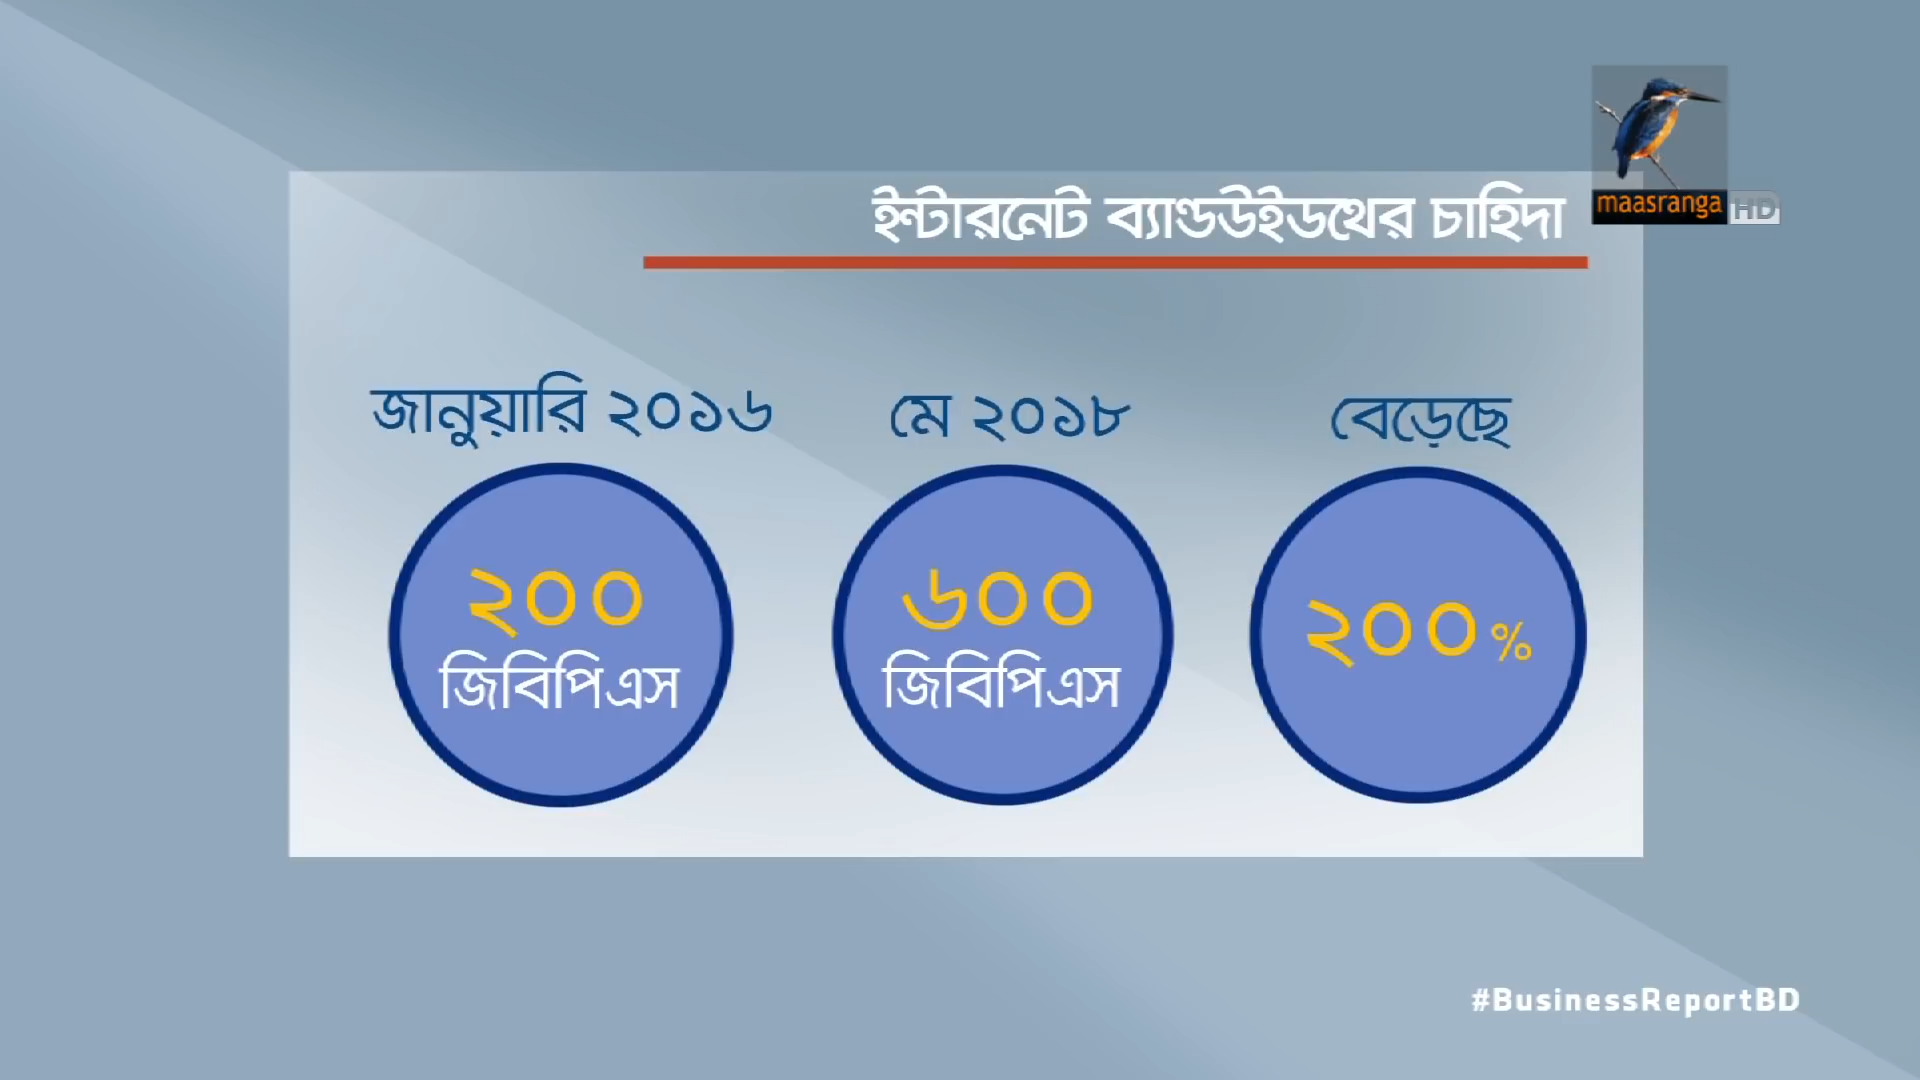 maasranga HD
ইন্টারনেট ব্যান্ডউইডথের চাহিদা
জানুয়ারি ২০১৬
মে ২০১৮
বেড়েছে
২০০
জিবিপিএস
৬০০
জিবিপিএস
২০০%
#BusinessReportBD